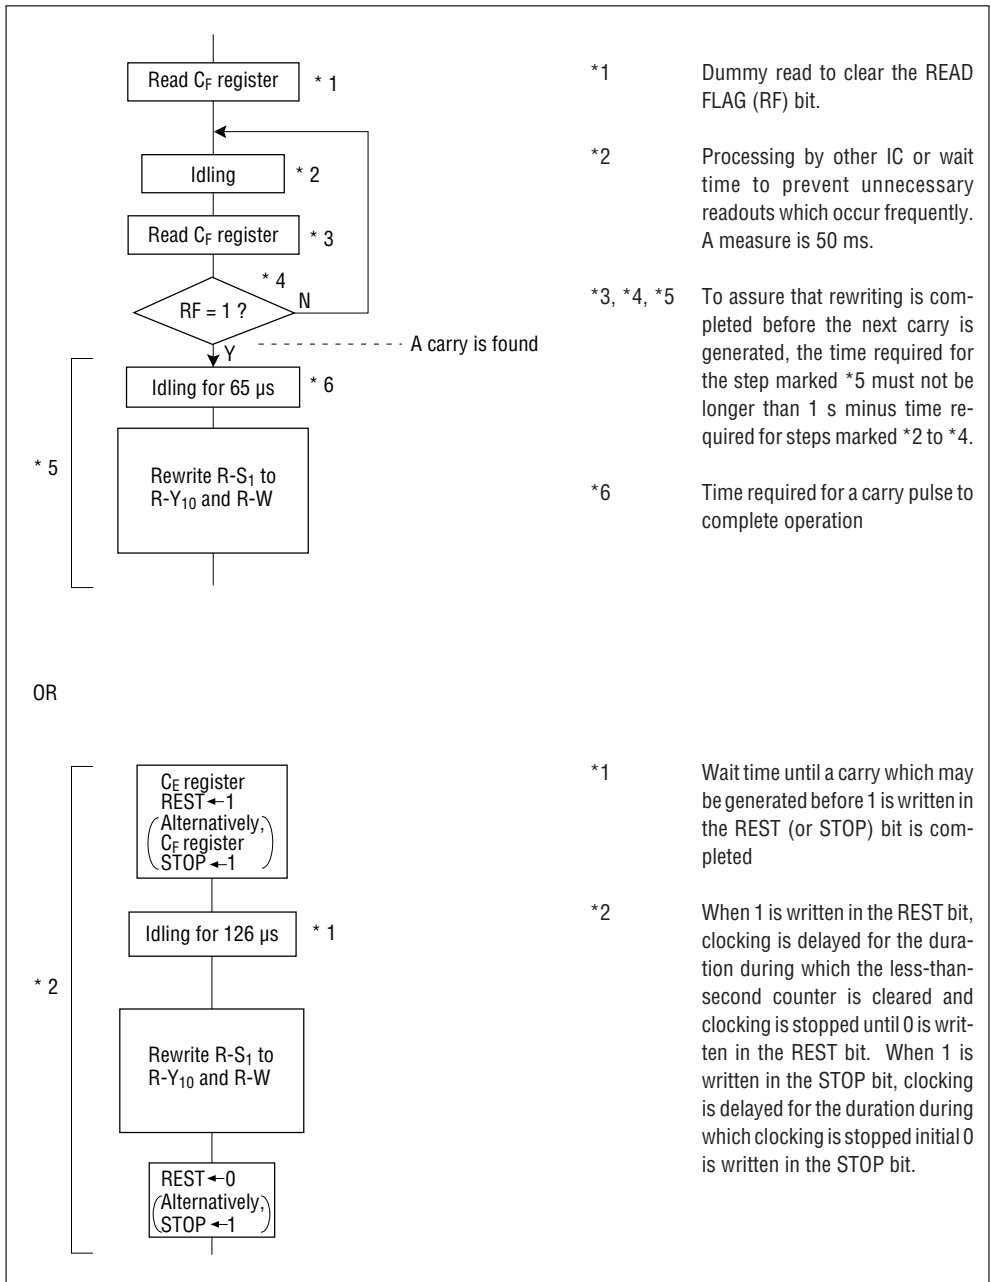 Read CF register * 1
Idling * 2
Read CF register * 3
* 4
RF = 1 ?
N
Y
A carry is found
Idling for 65 µs * 6
* 5
Rewrite R-S1 to
R-Y10 and R-W
*1 Dummy read to clear the READ
FLAG (RF) bit.
*2 Processing by other IC or wait
time to prevent unnecessary
readouts which occur frequently.
A measure is 50 ms.
*3, *4, *5 To assure that rewriting is com-
pleted before the next carry is
generated, the time required for
the step marked *5 must not be
longer than 1 s minus time re-
quired for steps marked *2 to *4.
*6 Time required for a carry pulse to
complete operation
OR
CE register
REST←1
(Alternatively,
CF register
STOP←1)
Idling for 126 µs * 1
* 2
Rewrite R-S1 to
R-Y10 and R-W
REST←0
(Alternatively,
STOP←1)
*1 Wait time until a carry which may
be generated before 1 is written in
the REST (or STOP) bit is com-
pleted
*2 When 1 is written in the REST bit,
clocking is delayed for the dura-
tion during which the less-than-
second counter is cleared and
clocking is stopped until 0 is writ-
ten in the REST bit. When 1 is
written in the STOP bit, clocking
is delayed for the duration during
which clocking is stopped initial 0
is written in the STOP bit.